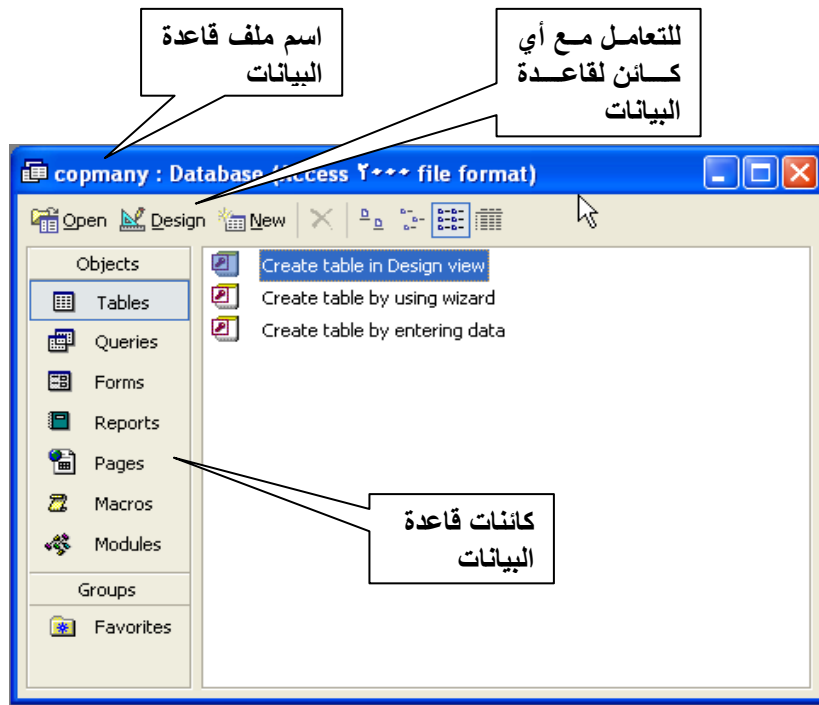 اسم ملف قاعدة
البيانات
للتعامل مع أي
كائن لقاعدة
البيانات
copmany : Database (Access ٢٠٠٠ file format)
Open Design New
Objects
Tables
Queries
Forms
Reports
Pages
Macros
Modules
Groups
Favorites
Create table in Design view
Create table by using wizard
Create table by entering data
كائنات قاعدة
البيانات